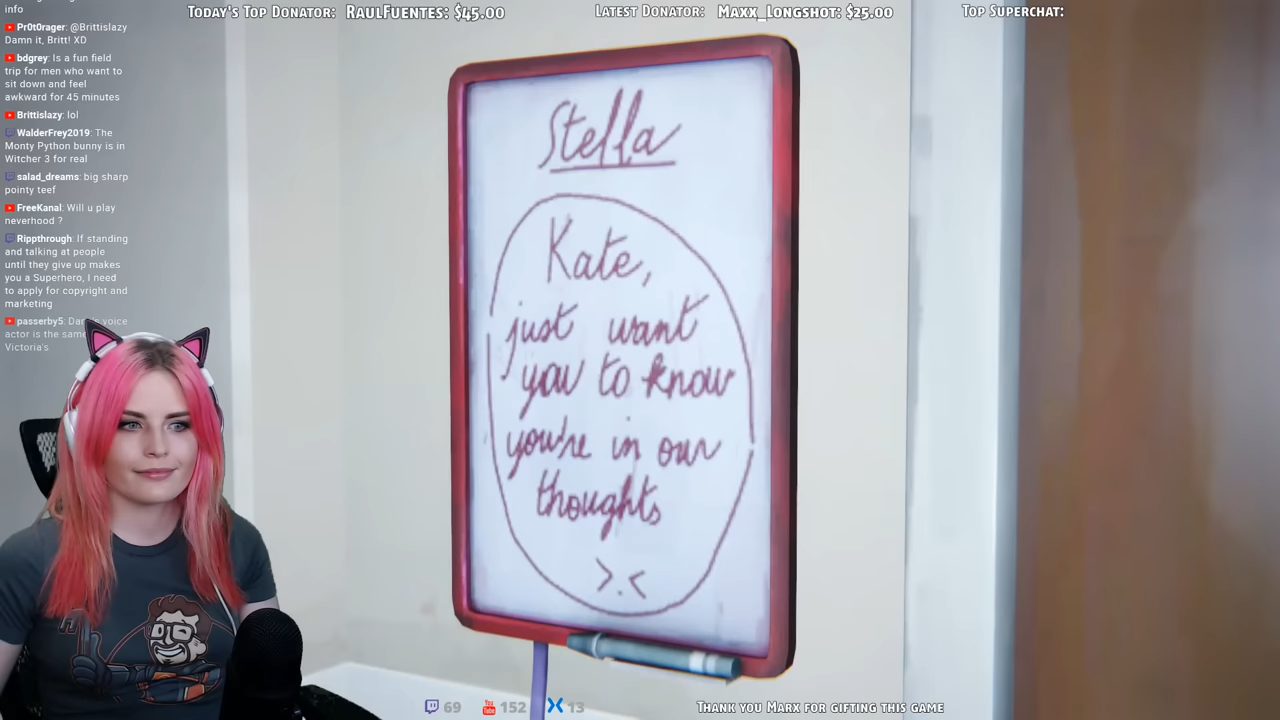 Today's Top Donator: RaulFuentes: $45.00
Latest Donator: Maxx_Longshot: $25.00
Top Superchat:
info
Pr0t0rager: @Brittislazy
Damn it, Britt! XD
bdgrey: Is a fun field
trip for men who want to
sit down and feel
awkward for 45 minutes
Brittislazy: lol
WalderFrey2019: The
Monty Python bunny is in
Witcher 3 for real
salad_dreams: big sharp
pointy teef
FreeKanal: Will u play
neverhood ?
Rippthrough: If standing
and talking at people
until they give up makes
you a Superhero, I need
to apply for copyright and
marketing
passerby5: voice
actor is the same
Victoria's
Stella
Kate,
just want
you to know
you're in our
thoughts
>.<
69
You Tube 152
13
Thank you Marx for gifting this game